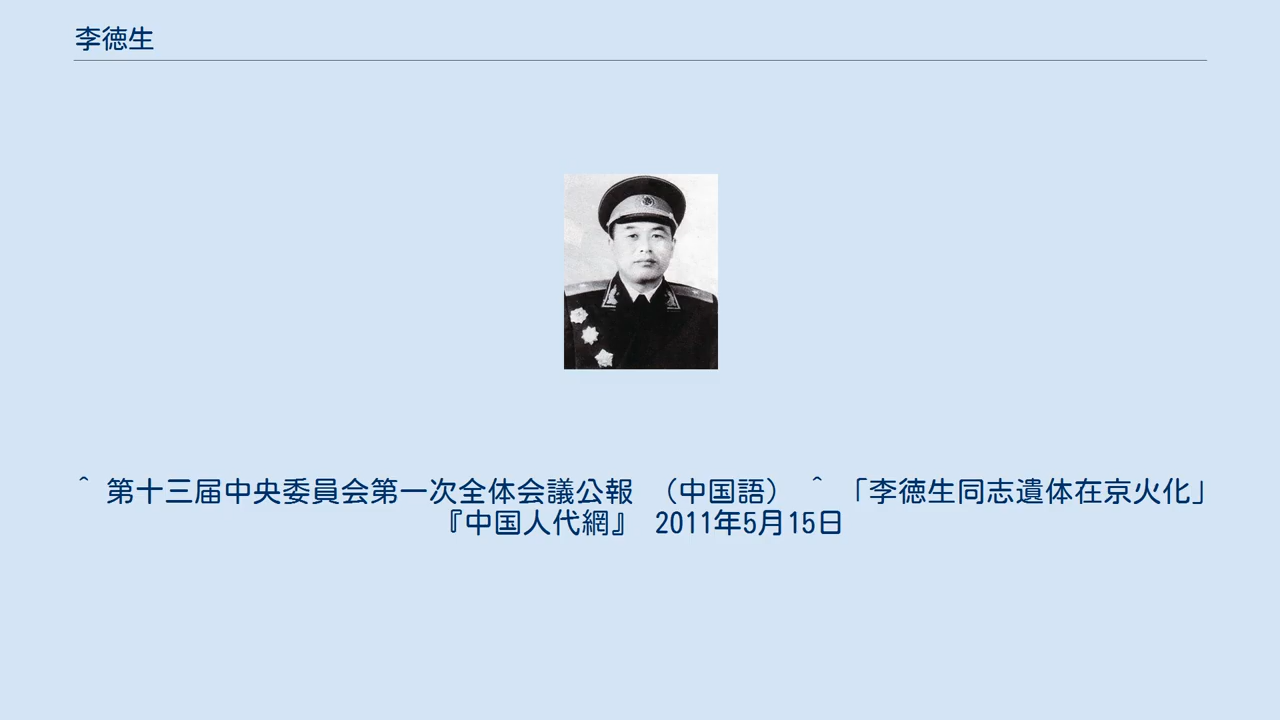 李徳生
^ 第十三届中央委員会第一次全体会議公報 （中国語） ^ 「李徳生同志遺体在京火化」
『中国人代網』 2011年5月15日